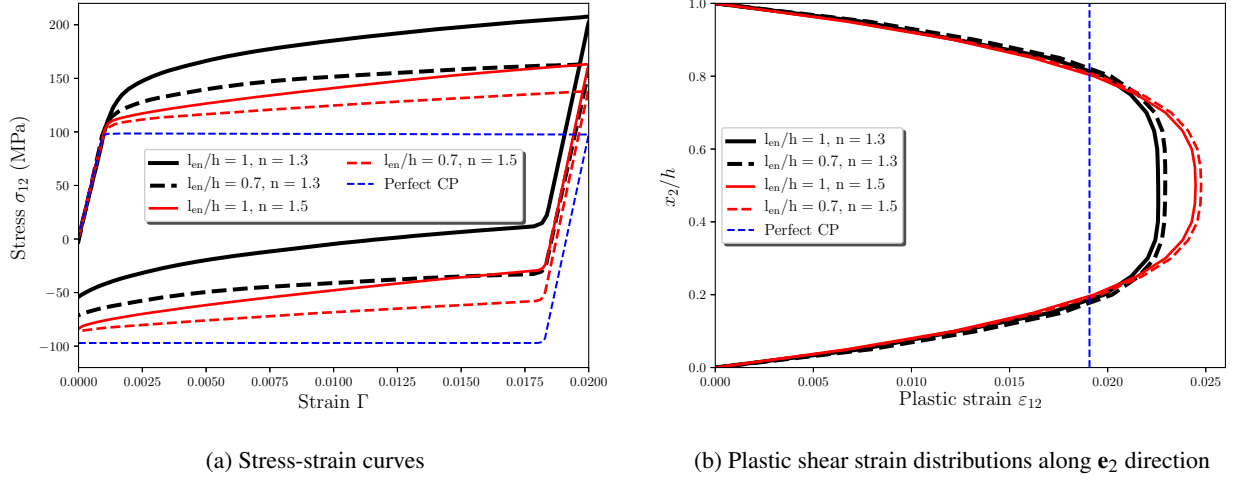 Stress σ12 (MPa)
200
150
100
50
0
−50
−100
l_en/h = 1, n = 1.3
l_en/h = 0.7, n = 1.3
l_en/h = 1, n = 1.5
l_en/h = 0.7, n = 1.5
Perfect CP
0.0000 0.0025 0.0050 0.0075 0.0100 0.0125 0.0150 0.0175 0.0200
Strain Γ
(a) Stress-strain curves
x2/h
1.0
0.8
0.6
0.4
0.2
0.0
l_en/h = 1, n = 1.3
l_en/h = 0.7, n = 1.3
l_en/h = 1, n = 1.5
l_en/h = 0.7, n = 1.5
Perfect CP
0.000 0.005 0.010 0.015 0.020 0.025
Plastic strain ε12
(b) Plastic shear strain distributions along e2 direction